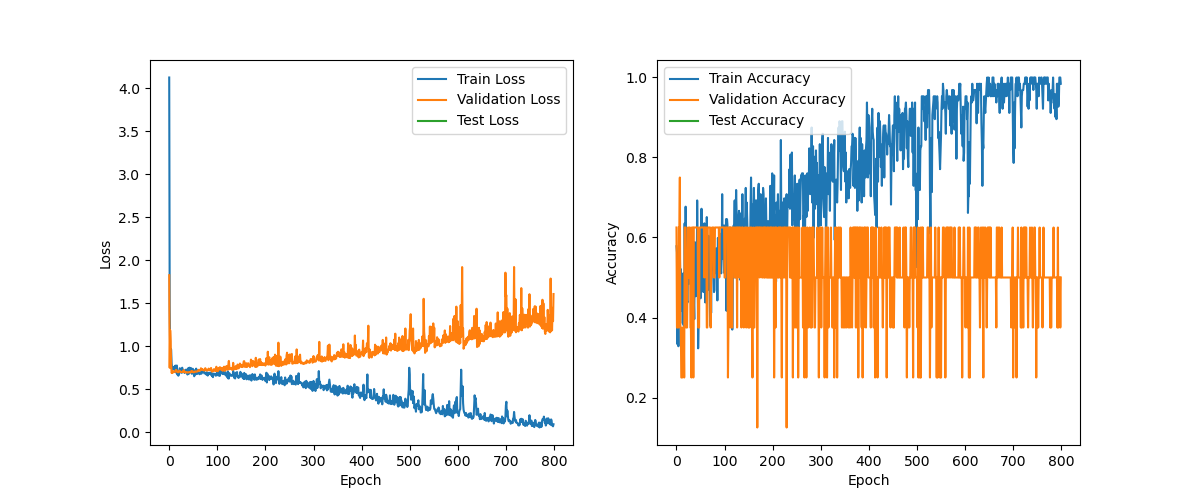 4.0
3.5
3.0
2.5
2.0
1.5
1.0
0.5
0.0
Loss
0 100 200 300 400 500 600 700 800
Epoch
Train Loss
Validation Loss
Test Loss
1.0
0.8
0.6
0.4
0.2
Accuracy
0 100 200 300 400 500 600 700 800
Epoch
Train Accuracy
Validation Accuracy
Test Accuracy